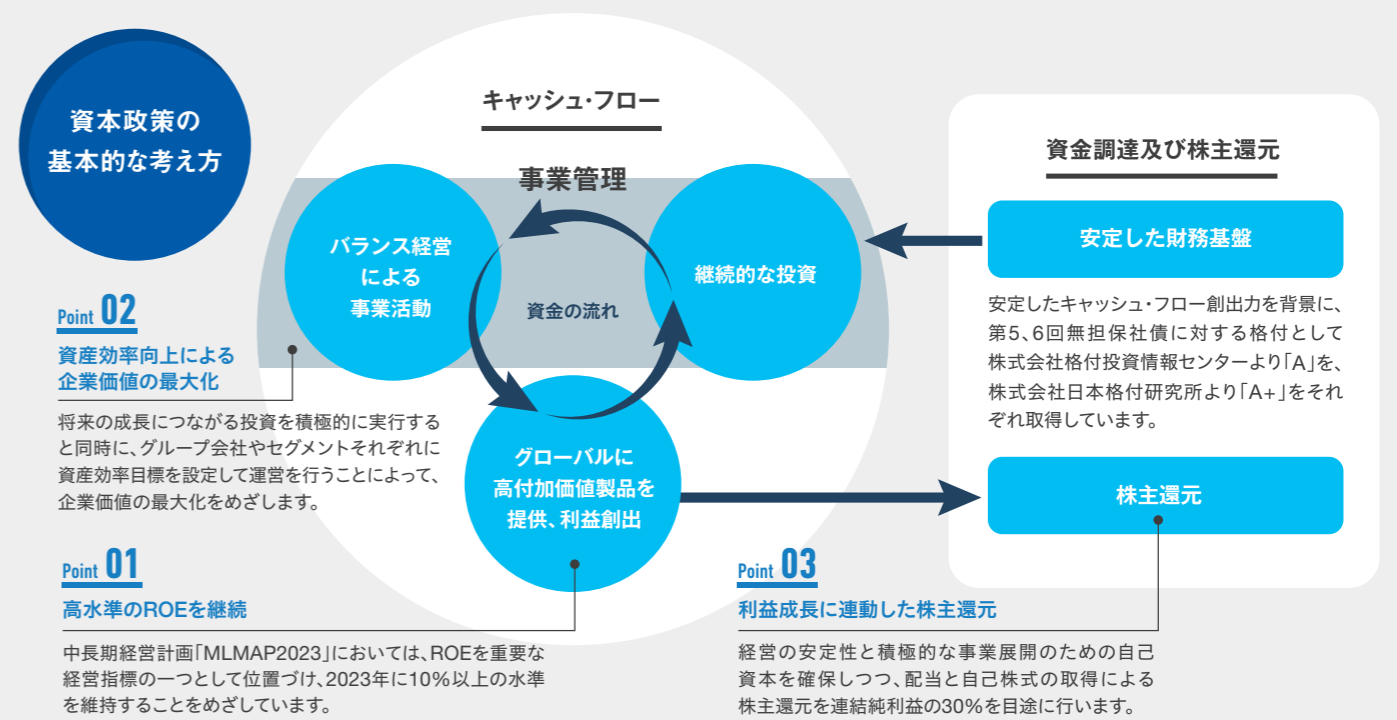 資本政策の
基本的な考え方
キャッシュ・フロー
事業管理
バランス経営
による
事業活動
資金の流れ
継続的な投資
グローバルに
高付加価値製品を
提供、利益創出
資金調達及び株主還元
安定した財務基盤
安定したキャッシュ・フロー創出力を背景に、
第5、6回無担保社債に対する格付として
株式会社格付投資情報センターより「A」を、
株式会社日本格付研究所より「A+」をそれ
ぞれ取得しています。
株主還元
Point 02
資産効率向上による
企業価値の最大化
将来の成長につながる投資を積極的に実行する
と同時に、グループ会社やセグメントそれぞれに
資産効率目標を設定して運営を行うことによって、
企業価値の最大化をめざします。
Point 01
高水準のROEを継続
中長期経営計画「MLMAP2023」においては、ROEを重要な
経営指標の一つとして位置づけ、2023年に10%以上の水準
を維持することをめざしています。
Point 03
利益成長に連動した株主還元
経営の安定性と積極的な事業展開のための自己
資本を確保しつつ、配当と自己株式の取得による
株主還元を連結純利益の30%を目途に行います。